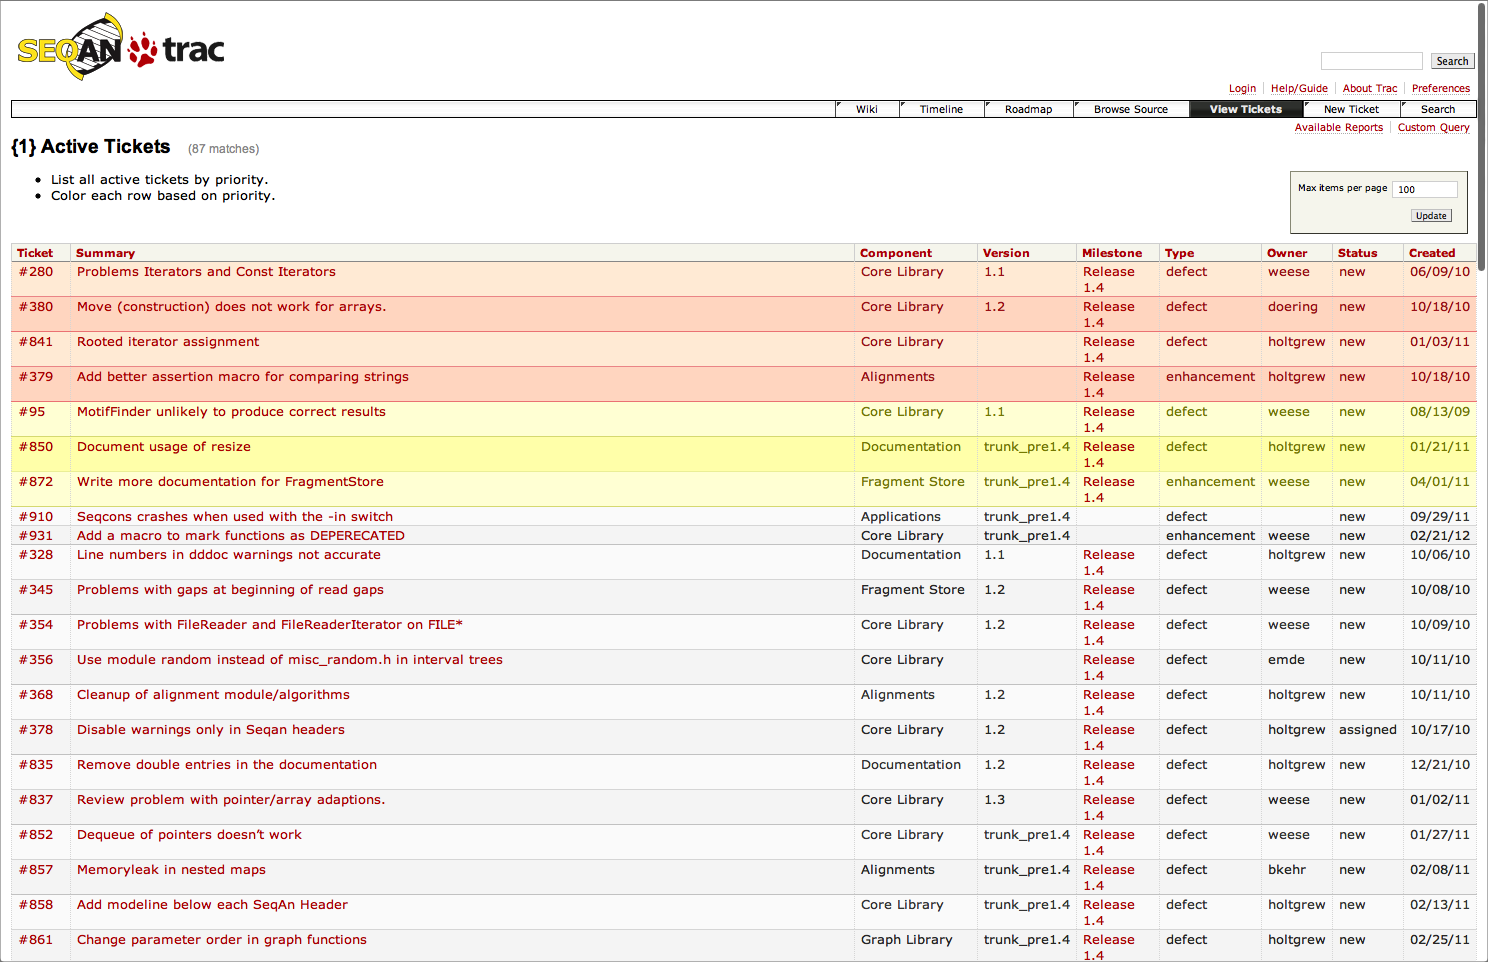 SEQAN trac
Search
Login Help/Guide About Trac Preferences
Wiki Timeline Roadmap Browse Source View Tickets New Ticket Search
Available Reports Custom Query
{1} Active Tickets (87 matches)
• List all active tickets by priority.
• Color each row based on priority.
Max items per page 100
Update
Ticket Summary Component Version Milestone Type Owner Status Created
#280 Problems Iterators and Const Iterators Core Library 1.1 Release 1.4 defect weese new 06/09/10
#380 Move (construction) does not work for arrays. Core Library 1.2 Release 1.4 defect doering new 10/18/10
#841 Rooted iterator assignment Core Library Release 1.4 defect holtgrew new 01/03/11
#379 Add better assertion macro for comparing strings Alignments Release 1.4 enhancement holtgrew new 10/18/10
#95 MotifFinder unlikely to produce correct results Core Library 1.1 Release 1.4 defect weese new 08/13/09
#850 Document usage of resize Documentation trunk_pre1.4 Release 1.4 defect holtgrew new 01/21/11
#872 Write more documentation for FragmentStore Fragment Store trunk_pre1.4 Release 1.4 enhancement weese new 04/01/11
#910 Seqcons crashes when used with the -in switch Applications trunk_pre1.4 defect new 09/29/11
#931 Add a macro to mark functions as DEPERECATED Core Library trunk_pre1.4 enhancement weese new 02/21/12
#328 Line numbers in dddoc warnings not accurate Documentation 1.1 Release 1.4 defect holtgrew new 10/06/10
#345 Problems with gaps at beginning of read gaps Fragment Store 1.2 Release 1.4 defect weese new 10/08/10
#354 Problems with FileReader and FileReaderIterator on FILE* Core Library 1.2 Release 1.4 defect weese new 10/09/10
#356 Use module random instead of misc_random.h in interval trees Core Library Release 1.4 defect emde new 10/11/10
#368 Cleanup of alignment module/algorithms Alignments 1.2 Release 1.4 defect holtgrew new 10/11/10
#378 Disable warnings only in Seqan headers Core Library 1.2 Release 1.4 defect holtgrew assigned 10/17/10
#835 Remove double entries in the documentation Documentation 1.2 Release 1.4 defect holtgrew new 12/21/10
#837 Review problem with pointer/array adaptions. Core Library 1.3 Release 1.4 defect weese new 01/02/11
#852 Dequeue of pointers doesn't work Core Library trunk_pre1.4 Release 1.4 defect weese new 01/27/11
#857 Memoryleak in nested maps Alignments trunk_pre1.4 Release 1.4 defect bkehr new 02/08/11
#858 Add modeline below each SeqAn Header Core Library trunk_pre1.4 Release 1.4 defect holtgrew new 02/13/11
#861 Change parameter order in graph functions Graph Library trunk_pre1.4 Release 1.4 defect holtgrew new 02/25/11